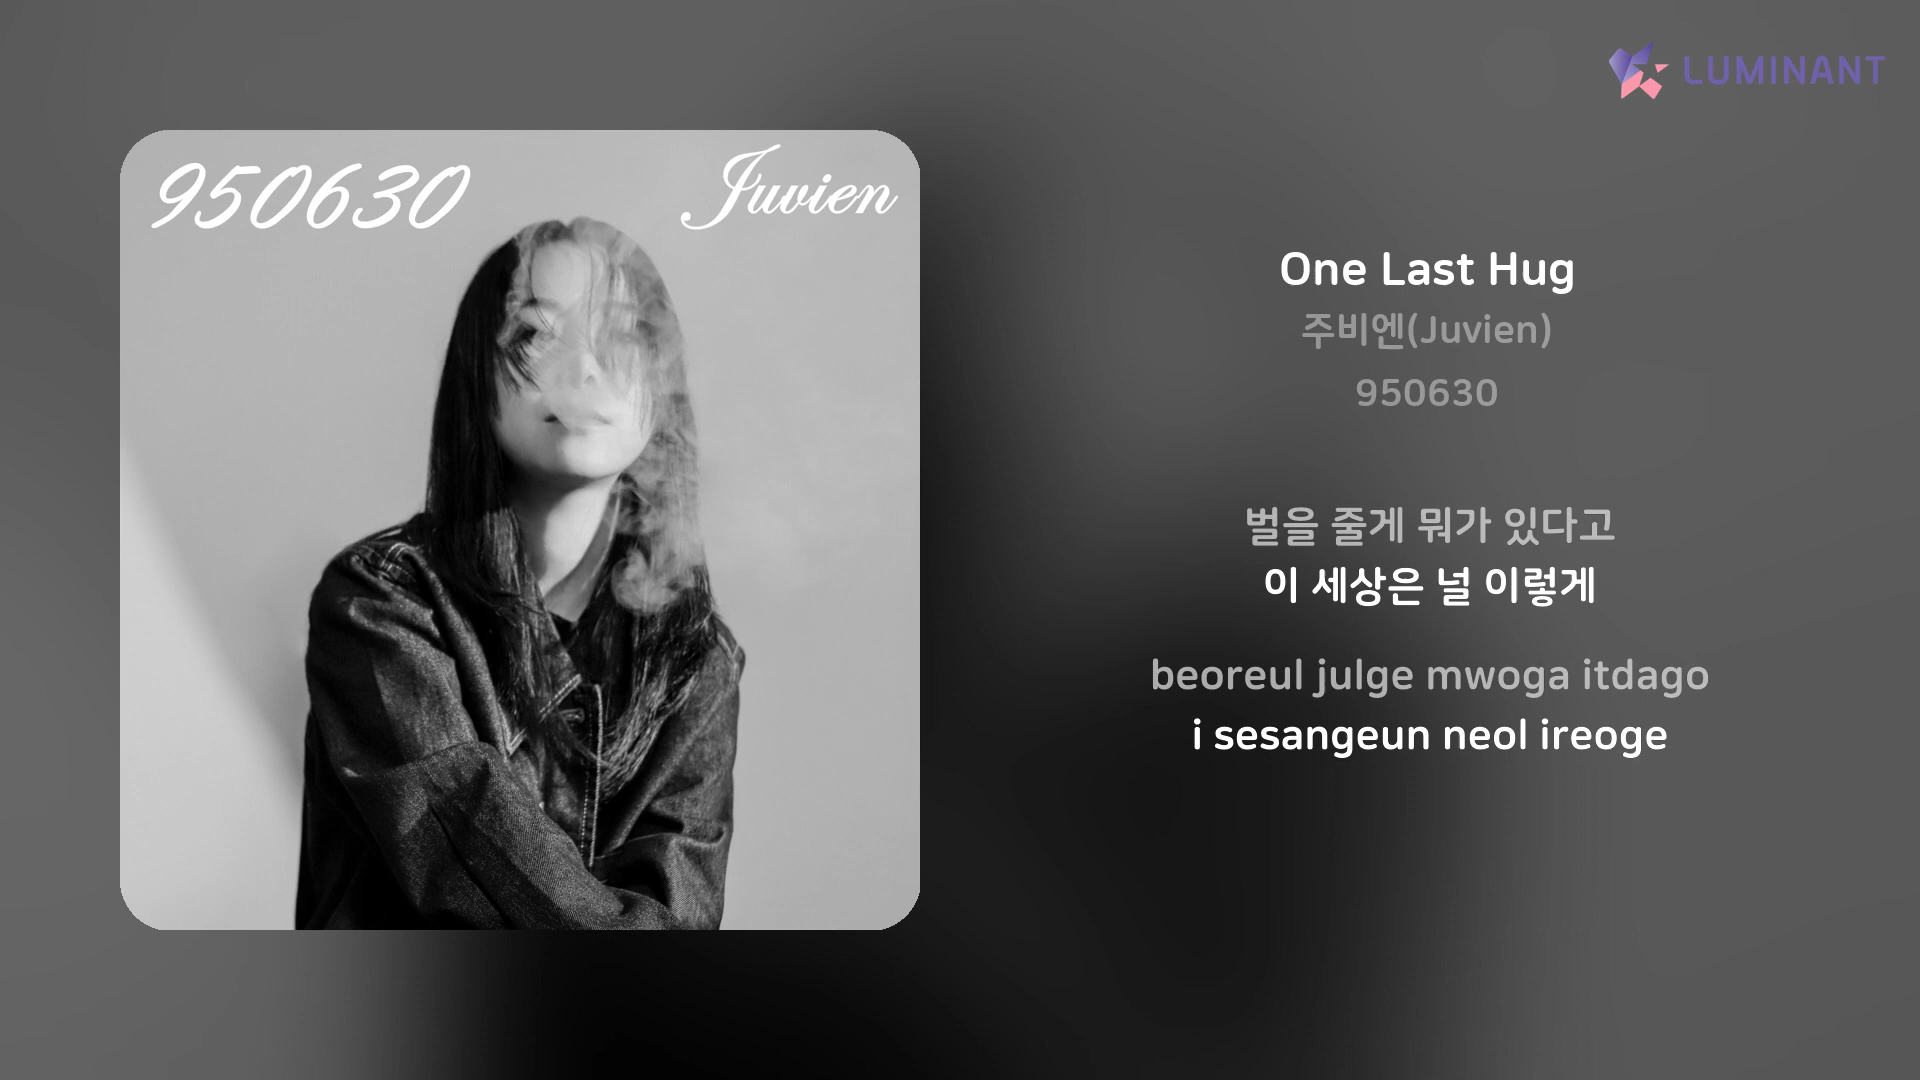 950630
Juvien
LUMINANT
One Last Hug
주비엔(Juvien)
950630
벌을 줄게 뭐가 있다고
이 세상은 널 이렇게
beoreul julge mwoga itdago
i sesangeun neol ireoge